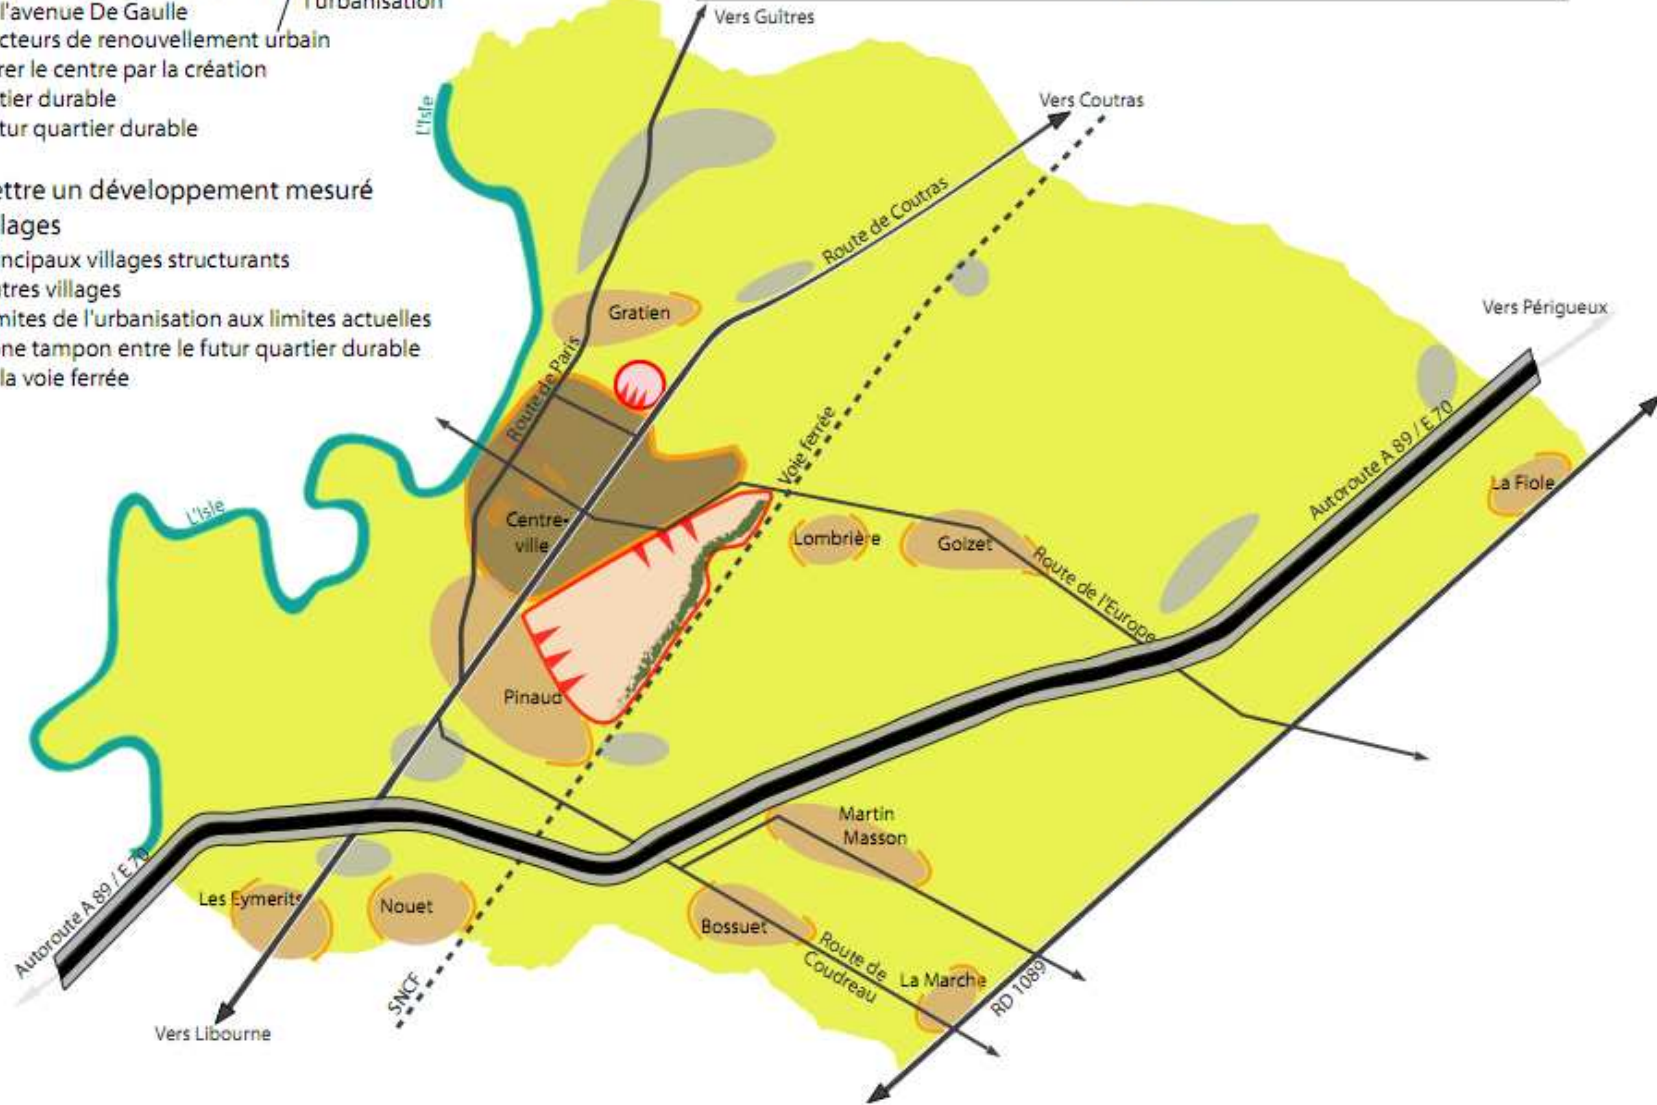 l'avenue De Gaulle
l'urbanisation
cteurs de renouvellement urbain
rer le centre par la création
tier durable
tur quartier durable
ettre un développement mesuré
lages
ncipaux villages structurants
tres villages
mites de l'urbanisation aux limites actuelles
ne tampon entre le futur quartier durable
la voie ferrée
Vers Guîtres
L'Isle
Vers Coutras
Route de Coutras
Vers Périgueux
Gratien
Route de Paris
Voie ferrée
Autoroute A 89 / E 70
La Fiole
L'Isle
Centre-
ville
Lombrière
Golzet
Route de l'Europe
Pinaud
Martin
Masson
Autoroute A 89 / E 70
Les Eymerits
Nouet
Bossuet
Route de
Coudreau
La Marche
RD 1089
SNCF
Vers Libourne